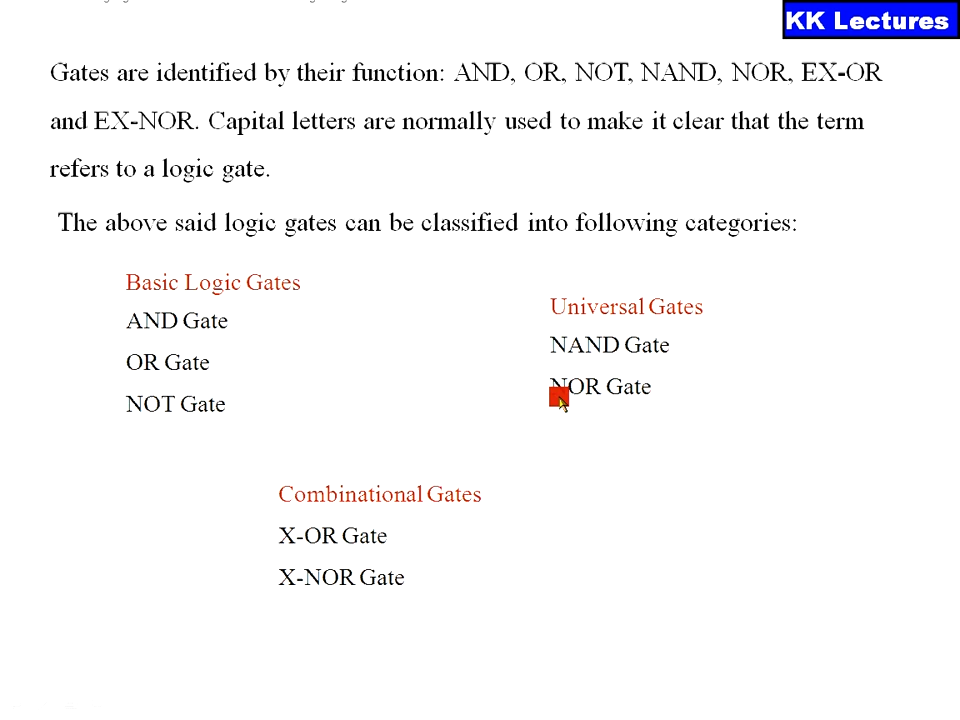 KK Lectures
Gates are identified by their function: AND, OR, NOT, NAND, NOR, EX-OR
and EX-NOR. Capital letters are normally used to make it clear that the term
refers to a logic gate.
The above said logic gates can be classified into following categories:
Basic Logic Gates
AND Gate
OR Gate
NOT Gate
Universal Gates
NAND Gate
NOR Gate
Combinational Gates
X-OR Gate
X-NOR Gate